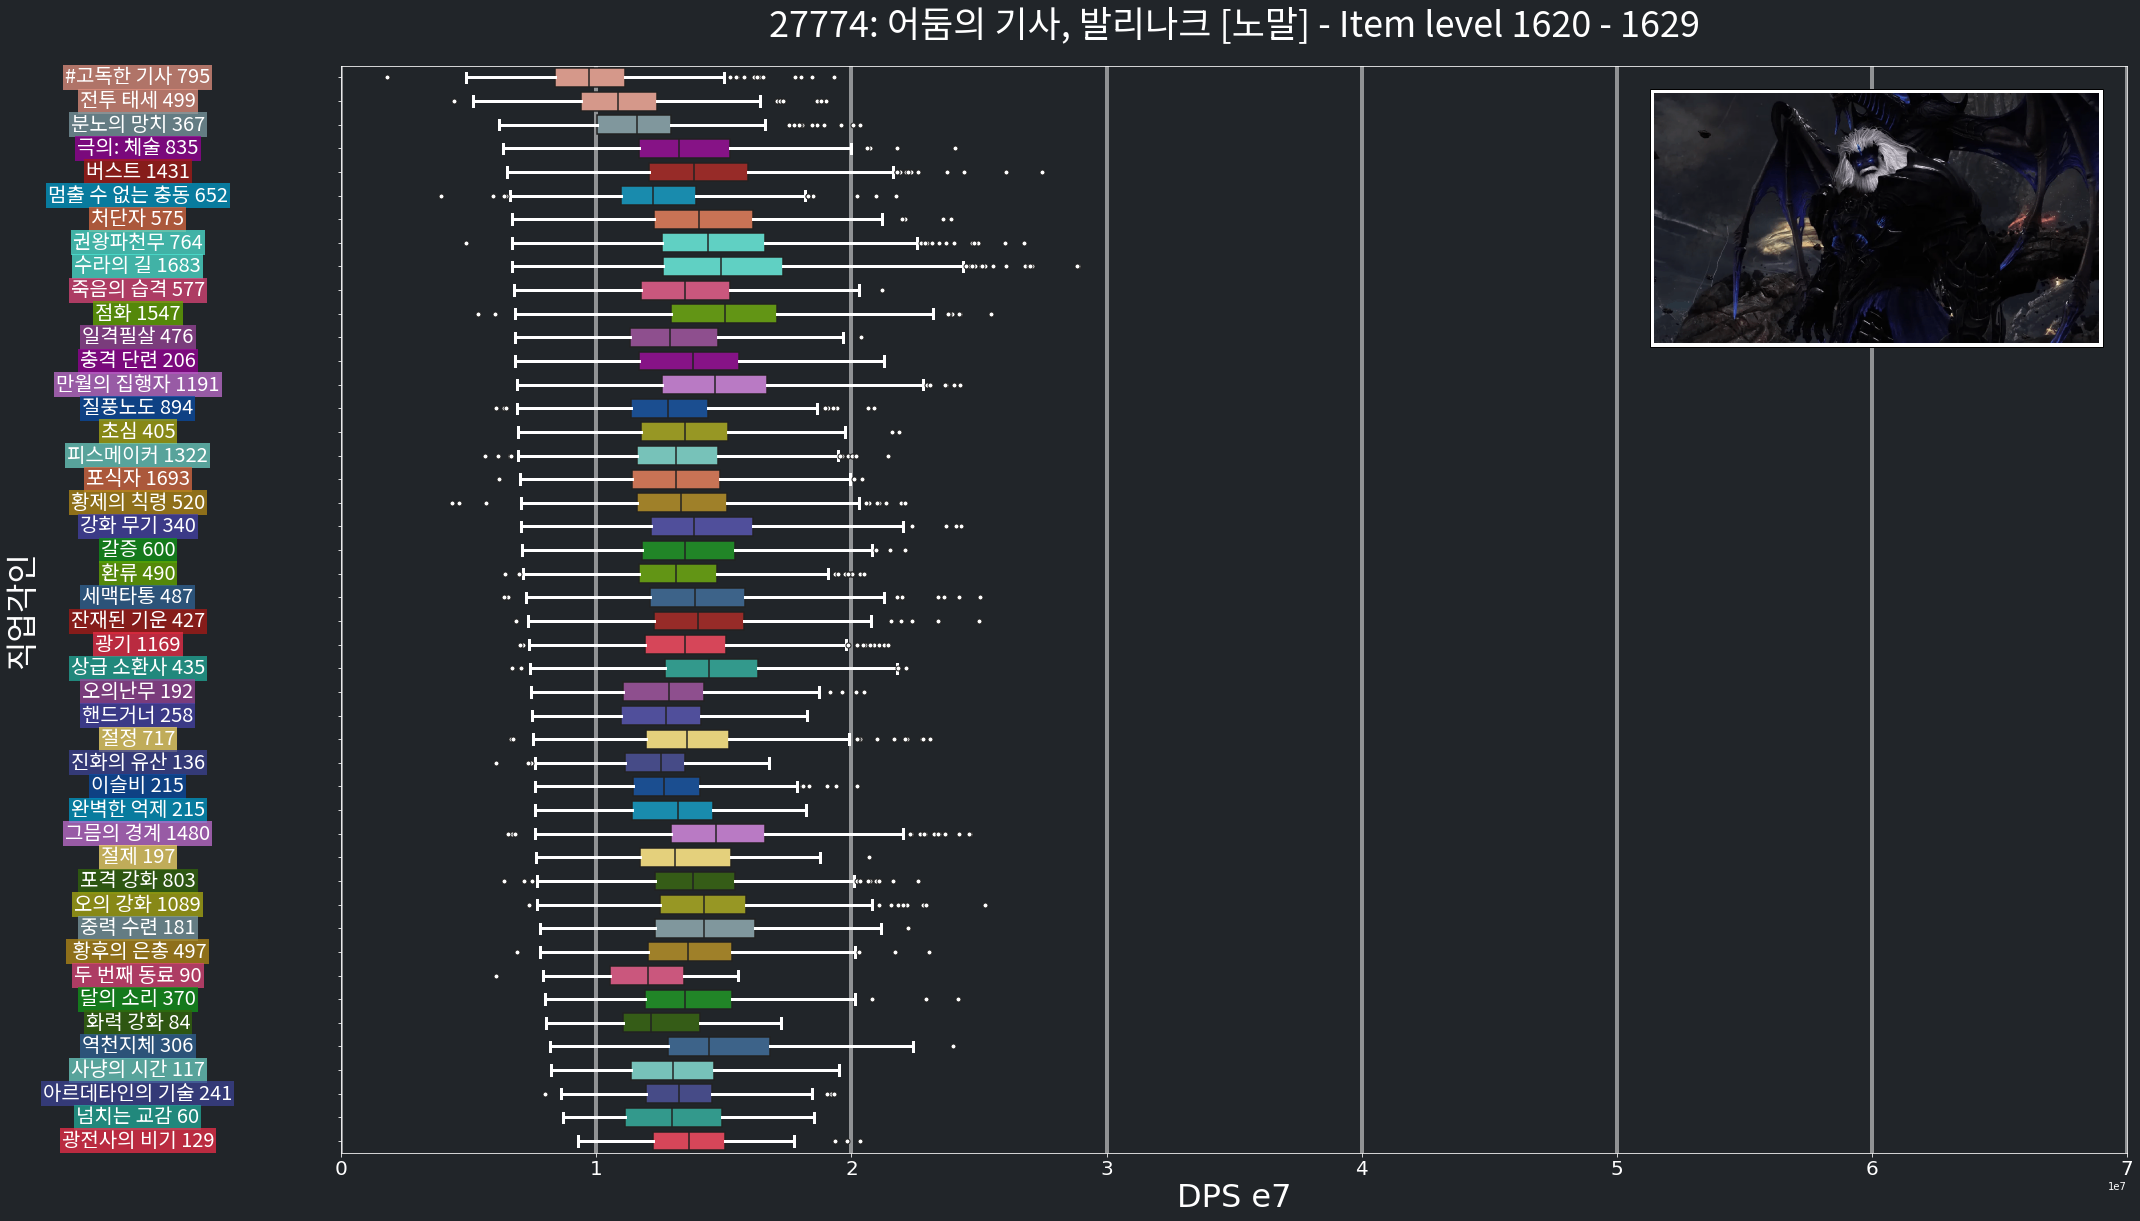 27774: 어둠의 기사, 발리나크 [노말] - Item level 1620 - 1629
#고독한 기사 795
전투 태세 499
분노의 망치 367
극의: 체술 835
버스트 1431
멈출 수 없는 충동 652
처단자 575
권왕파천무 764
수라의 길 1683
죽음의 습격 577
점화 1547
일격필살 476
충격 단련 206
만월의 집행자 1191
질풍노도 894
초심 405
피스메이커 1322
포식자 1693
황제의 칙령 520
강화 무기 340
갈증 600
환류 490
세맥타통 487
잔재된 기운 427
광기 1169
상급 소환사 435
오의난무 192
핸드거너 258
절정 717
진화의 유산 136
이슬비 215
완벽한 억제 215
그믐의 경계 1480
절제 197
포격 강화 803
오의 강화 1089
중력 수련 181
황후의 은총 497
두 번째 동료 90
달의 소리 370
화력 강화 84
역천지체 306
사냥의 시간 117
아르데타인의 기술 241
넘치는 교감 60
광전사의 비기 129
직업각인
0 1 2 3 4 5 6 7
1e7
DPS e7